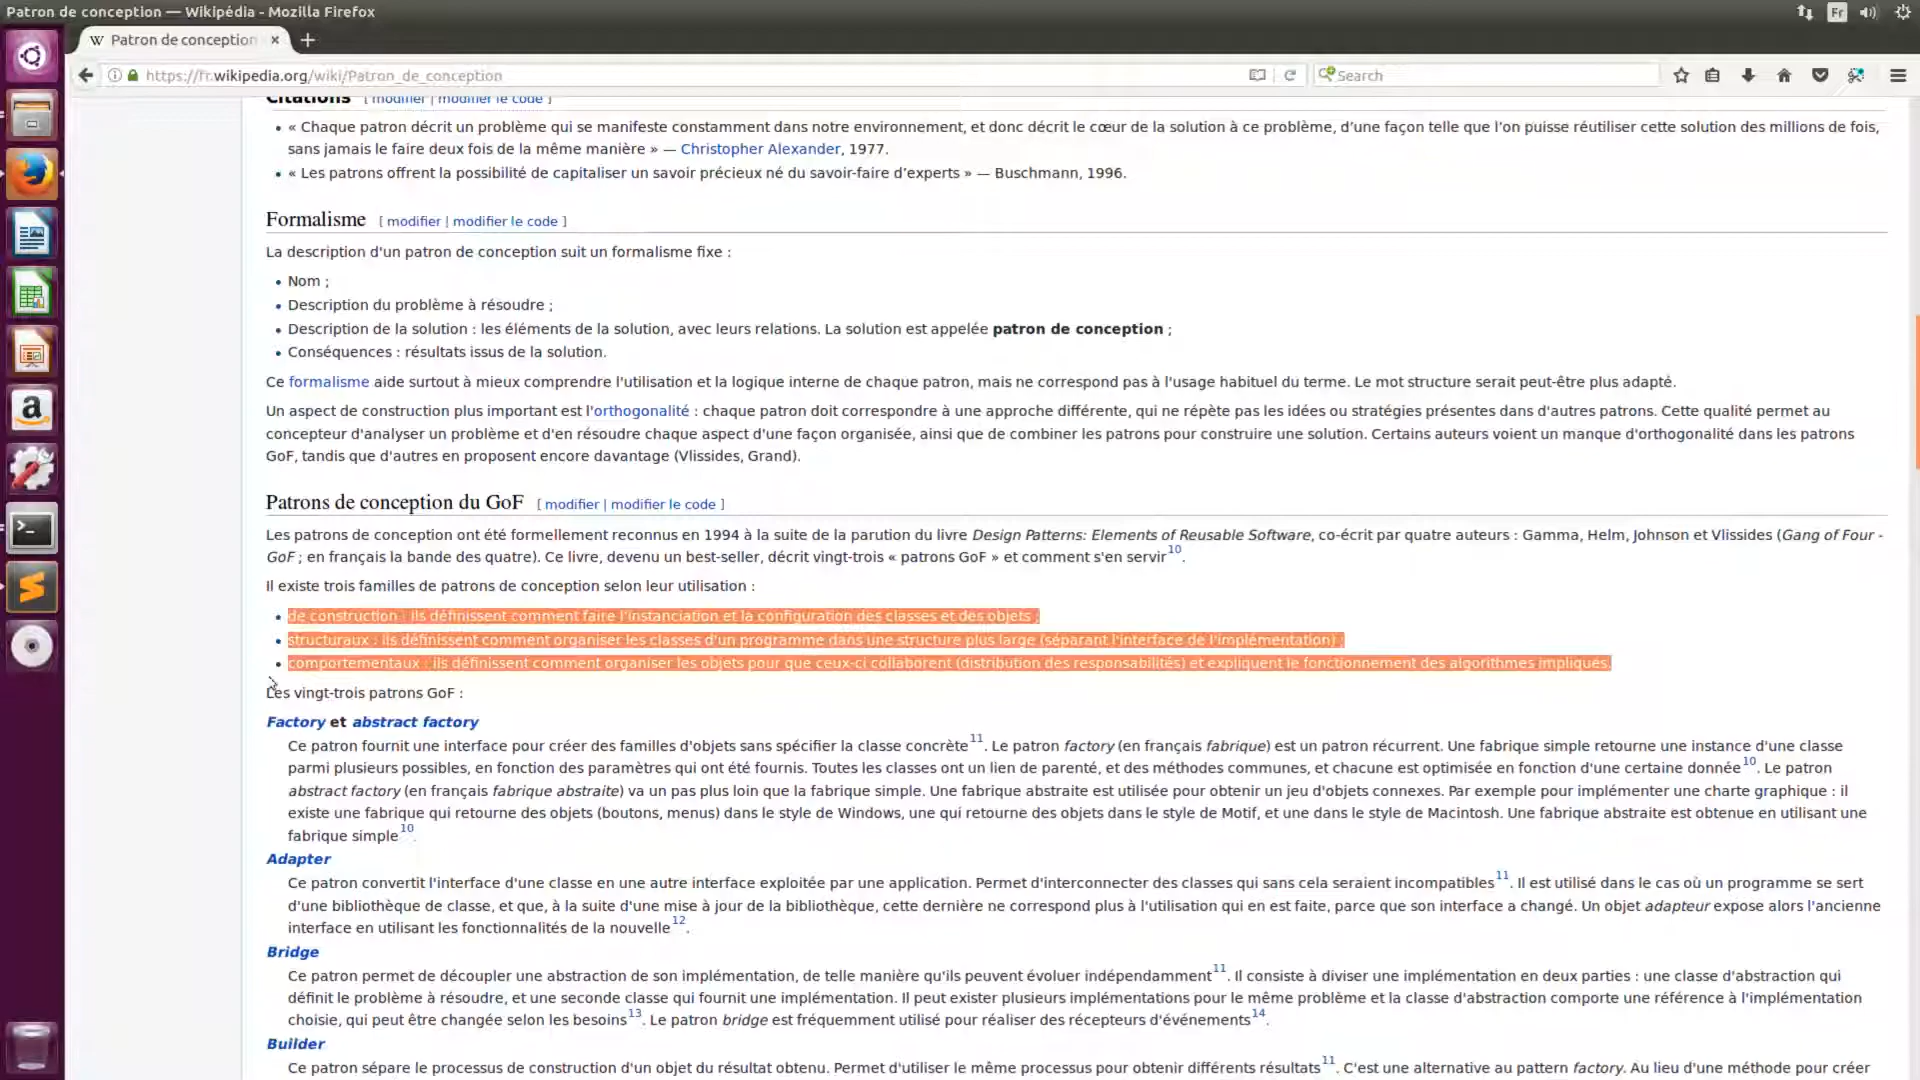 Patron de conception — Wikipédia - Mozilla Firefox
Fr
W Patron de conception × +
https://fr.wikipedia.org/wiki/Patron_de_conception
Search
Citations [ modifier | modifier le code ]
• « Chaque patron décrit un problème qui se manifeste constamment dans notre environnement, et donc décrit le cœur de la solution à ce problème, d’une façon telle que l’on puisse réutiliser cette solution des millions de fois,
sans jamais le faire deux fois de la même manière » — Christopher Alexander, 1977.
• « Les patrons offrent la possibilité de capitaliser un savoir précieux né du savoir-faire d’experts » — Buschmann, 1996.
Formalisme [ modifier | modifier le code ]
La description d'un patron de conception suit un formalisme fixe :
• Nom ;
• Description du problème à résoudre ;
• Description de la solution : les éléments de la solution, avec leurs relations. La solution est appelée patron de conception ;
• Conséquences : résultats issus de la solution.
Ce formalisme aide surtout à mieux comprendre l'utilisation et la logique interne de chaque patron, mais ne correspond pas à l'usage habituel du terme. Le mot structure serait peut-être plus adapté.
Un aspect de construction plus important est l'orthogonalité : chaque patron doit correspondre à une approche différente, qui ne répète pas les idées ou stratégies présentes dans d'autres patrons. Cette qualité permet au
concepteur d'analyser un problème et d'en résoudre chaque aspect d'une façon organisée, ainsi que de combiner les patrons pour construire une solution. Certains auteurs voient un manque d'orthogonalité dans les patrons
GoF, tandis que d'autres en proposent encore davantage (Vlissides, Grand).
Patrons de conception du GoF [ modifier | modifier le code ]
Les patrons de conception ont été formellement reconnus en 1994 à la suite de la parution du livre Design Patterns: Elements of Reusable Software, co-écrit par quatre auteurs : Gamma, Helm, Johnson et Vlissides (Gang of Four -
GoF ; en français la bande des quatre). Ce livre, devenu un best-seller, décrit vingt-trois « patrons GoF » et comment s'en servir10.
Il existe trois familles de patrons de conception selon leur utilisation :
• de construction : ils définissent comment faire l'instanciation et la configuration des classes et des objets ;
• structuraux : ils définissent comment organiser les classes d'un programme dans une structure plus large (séparant l'interface de l'implémentation) ;
• comportementaux : ils définissent comment organiser les objets pour que ceux-ci collaborent (distribution des responsabilités) et expliquent le fonctionnement des algorithmes impliqués.
Les vingt-trois patrons GoF :
Factory et abstract factory
Ce patron fournit une interface pour créer des familles d'objets sans spécifier la classe concrète11. Le patron factory (en français fabrique) est un patron récurrent. Une fabrique simple retourne une instance d'une classe
parmi plusieurs possibles, en fonction des paramètres qui ont été fournis. Toutes les classes ont un lien de parenté, et des méthodes communes, et chacune est optimisée en fonction d'une certaine donnée10. Le patron
abstract factory (en français fabrique abstraite) va un pas plus loin que la fabrique simple. Une fabrique abstraite est utilisée pour obtenir un jeu d'objets connexes. Par exemple pour implémenter une charte graphique : il
existe une fabrique qui retourne des objets (boutons, menus) dans le style de Windows, une qui retourne des objets dans le style de Motif, et une dans le style de Macintosh. Une fabrique abstraite est obtenue en utilisant une
fabrique simple10.
Adapter
Ce patron convertit l'interface d'une classe en une autre interface exploitée par une application. Permet d'interconnecter des classes qui sans cela seraient incompatibles11. Il est utilisé dans le cas où un programme se sert
d'une bibliothèque de classe, et que, à la suite d'une mise à jour de la bibliothèque, cette dernière ne correspond plus à l'utilisation qui en est faite, parce que son interface a changé. Un objet adapteur expose alors l'ancienne
interface en utilisant les fonctionnalités de la nouvelle12.
Bridge
Ce patron permet de découpler une abstraction de son implémentation, de telle manière qu'ils peuvent évoluer indépendamment11. Il consiste à diviser une implémentation en deux parties : une classe d'abstraction qui
définit le problème à résoudre, et une seconde classe qui fournit une implémentation. Il peut exister plusieurs implémentations pour le même problème et la classe d'abstraction comporte une référence à l'implémentation
choisie, qui peut être changée selon les besoins13. Le patron bridge est fréquemment utilisé pour réaliser des récepteurs d'événements14.
Builder
Ce patron sépare le processus de construction d'un objet du résultat obtenu. Permet d'utiliser le même processus pour obtenir différents résultats11. C'est une alternative au pattern factory. Au lieu d'une méthode pour créer